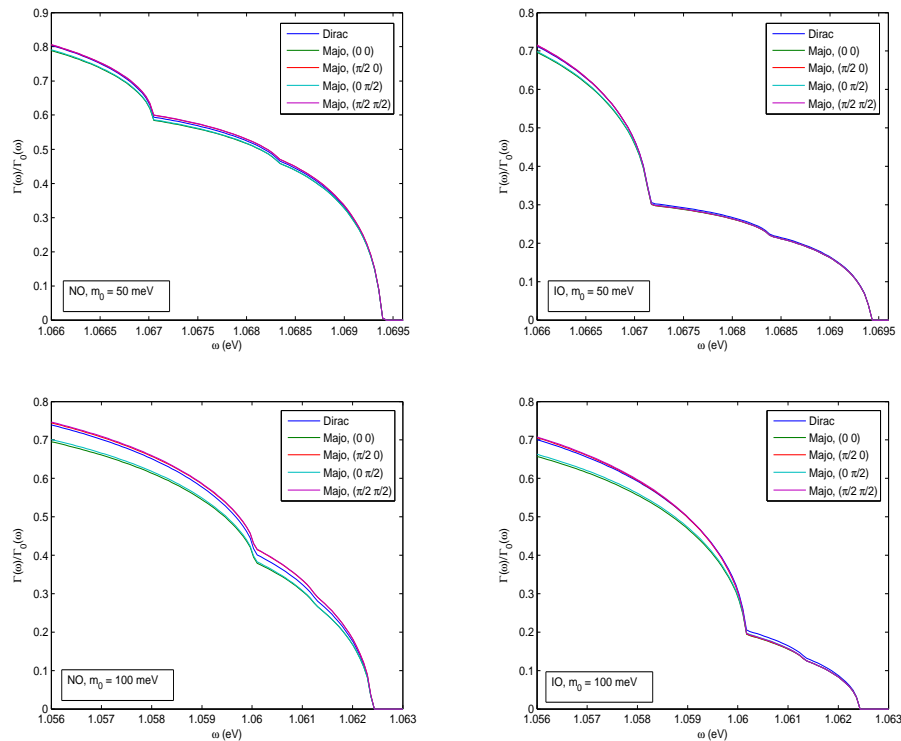 0.8
0.7
0.6
0.5
0.4
0.3
0.2
0.1
0
Γ(ω)/Γ₀(ω)
1.066 1.0665 1.067 1.0675 1.068 1.0685 1.069 1.0695
ω (eV)
NO, m₀ = 50 meV
Dirac
Majo, (0 0)
Majo, (π/2 0)
Majo, (0 π/2)
Majo, (π/2 π/2)
0.8
0.7
0.6
0.5
0.4
0.3
0.2
0.1
0
Γ(ω)/Γ₀(ω)
1.066 1.0665 1.067 1.0675 1.068 1.0685 1.069 1.0695
ω (eV)
IO, m₀ = 50 meV
Dirac
Majo, (0 0)
Majo, (π/2 0)
Majo, (0 π/2)
Majo, (π/2 π/2)
0.8
0.7
0.6
0.5
0.4
0.3
0.2
0.1
0
Γ(ω)/Γ₀(ω)
1.056 1.057 1.058 1.059 1.06 1.061 1.062 1.063
ω (eV)
NO, m₀ = 100 meV
Dirac
Majo, (0 0)
Majo, (π/2 0)
Majo, (0 π/2)
Majo, (π/2 π/2)
0.8
0.7
0.6
0.5
0.4
0.3
0.2
0.1
0
Γ(ω)/Γ₀(ω)
1.056 1.057 1.058 1.059 1.06 1.061 1.062 1.063
ω (eV)
IO, m₀ = 100 meV
Dirac
Majo, (0 0)
Majo, (π/2 0)
Majo, (0 π/2)
Majo, (π/2 π/2)